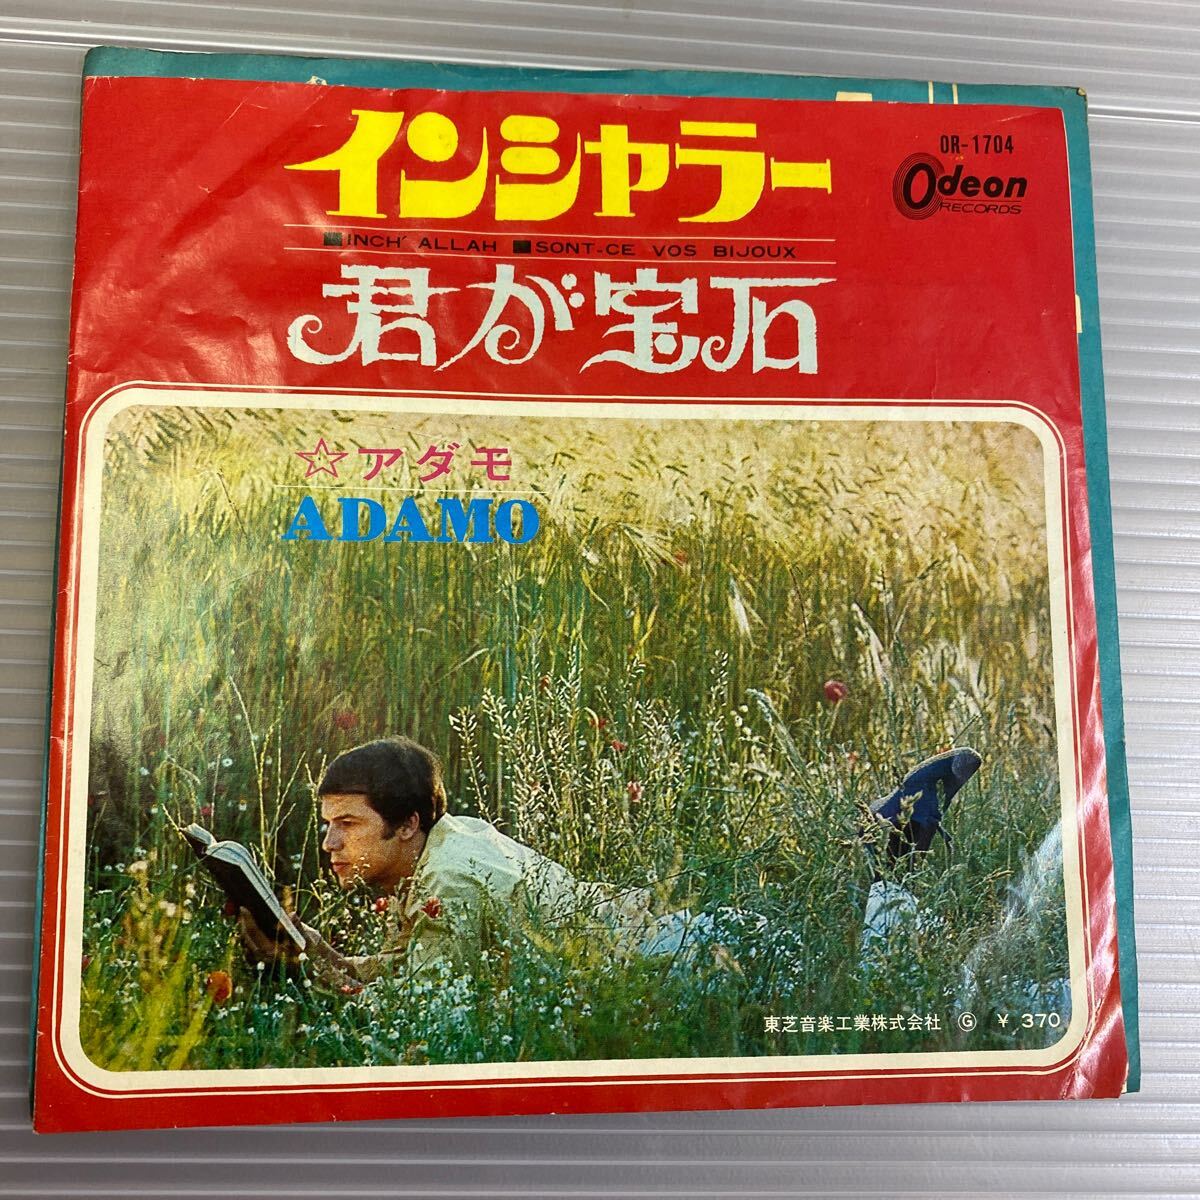 インシャラー
OR-1704
Odeon
RECORDS
■INCH' ALLAH ■SONT-CE VOS BIJOUX
君が宝石
☆アダモ
ADAMO
東芝音楽工業株式会社 Ⓖ ¥ 370